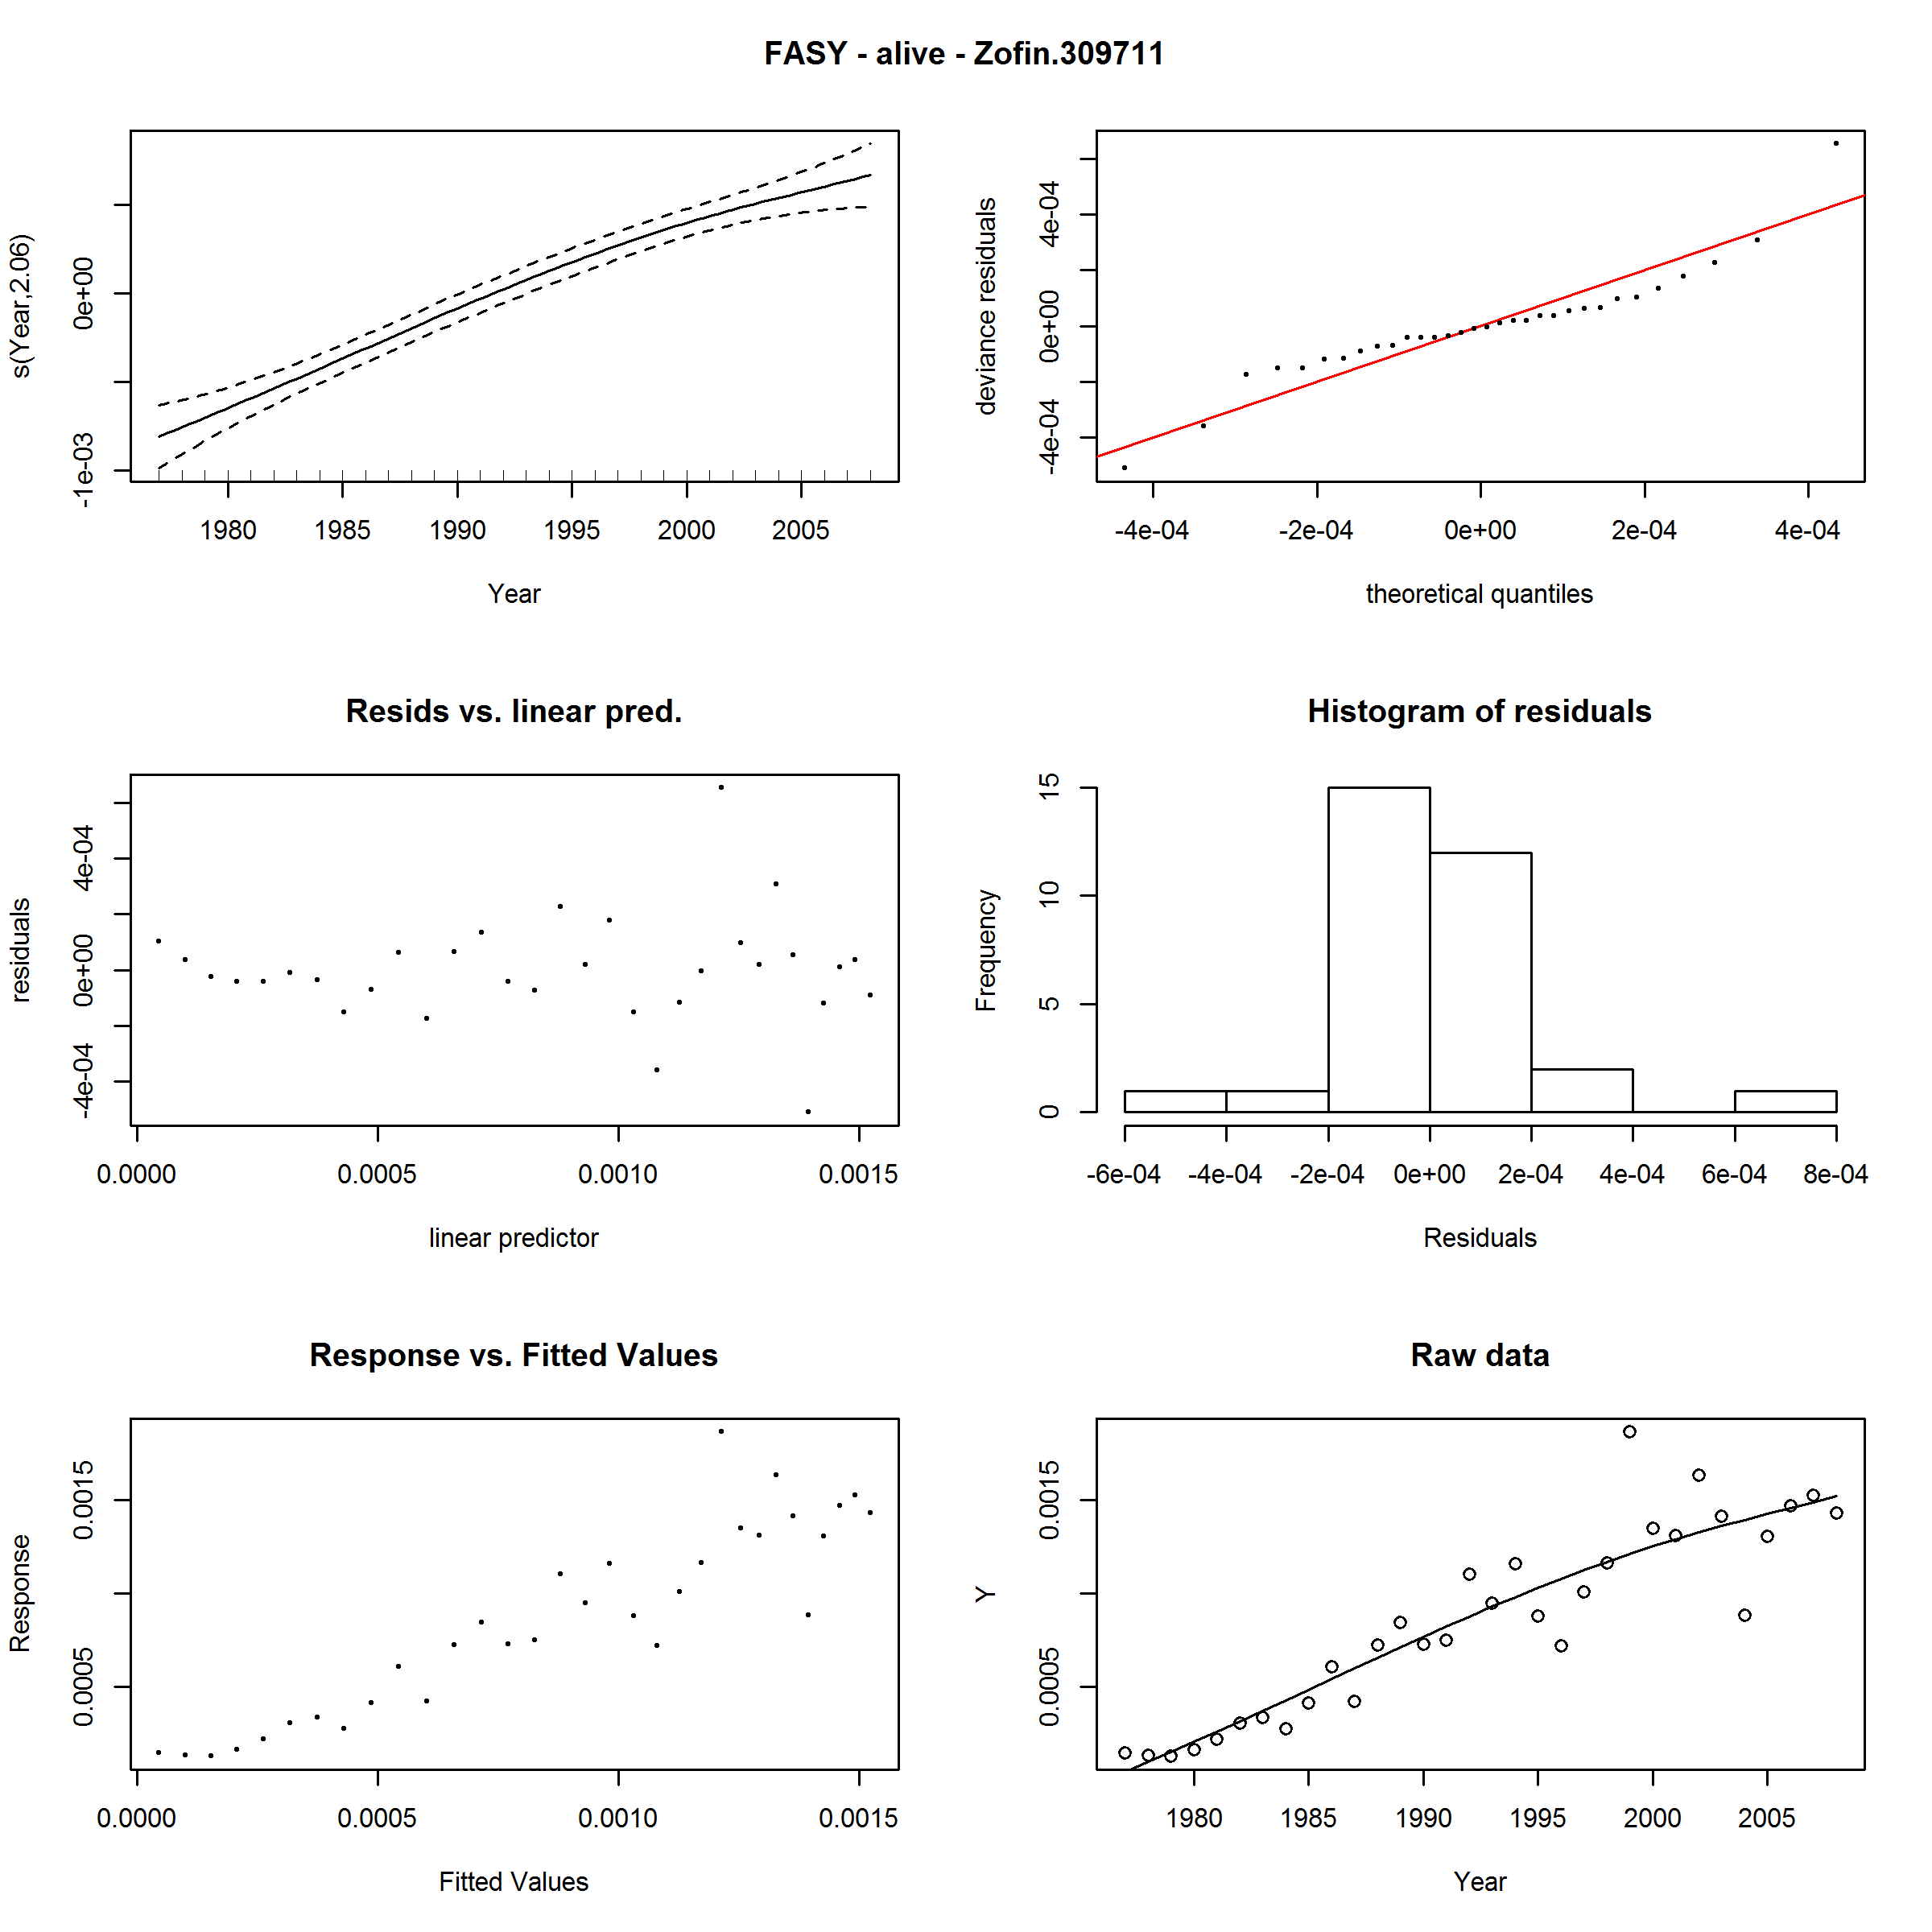 FASY - alive - Zofin.309711
s(Year,2.06)
0e+00
-1e-03
1980 1985 1990 1995 2000 2005
Year
deviance residuals
4e-04
0e+00
-4e-04
-4e-04 -2e-04 0e+00 2e-04 4e-04
theoretical quantiles
Resids vs. linear pred.
residuals
4e-04
0e+00
-4e-04
0.0000 0.0005 0.0010 0.0015
linear predictor
Histogram of residuals
Frequency
15
10
5
0
-6e-04 -4e-04 -2e-04 0e+00 2e-04 4e-04 6e-04 8e-04
Residuals
Response vs. Fitted Values
Response
0.0015
0.0005
0.0000 0.0005 0.0010 0.0015
Fitted Values
Raw data
Y
0.0015
0.0005
1980 1985 1990 1995 2000 2005
Year